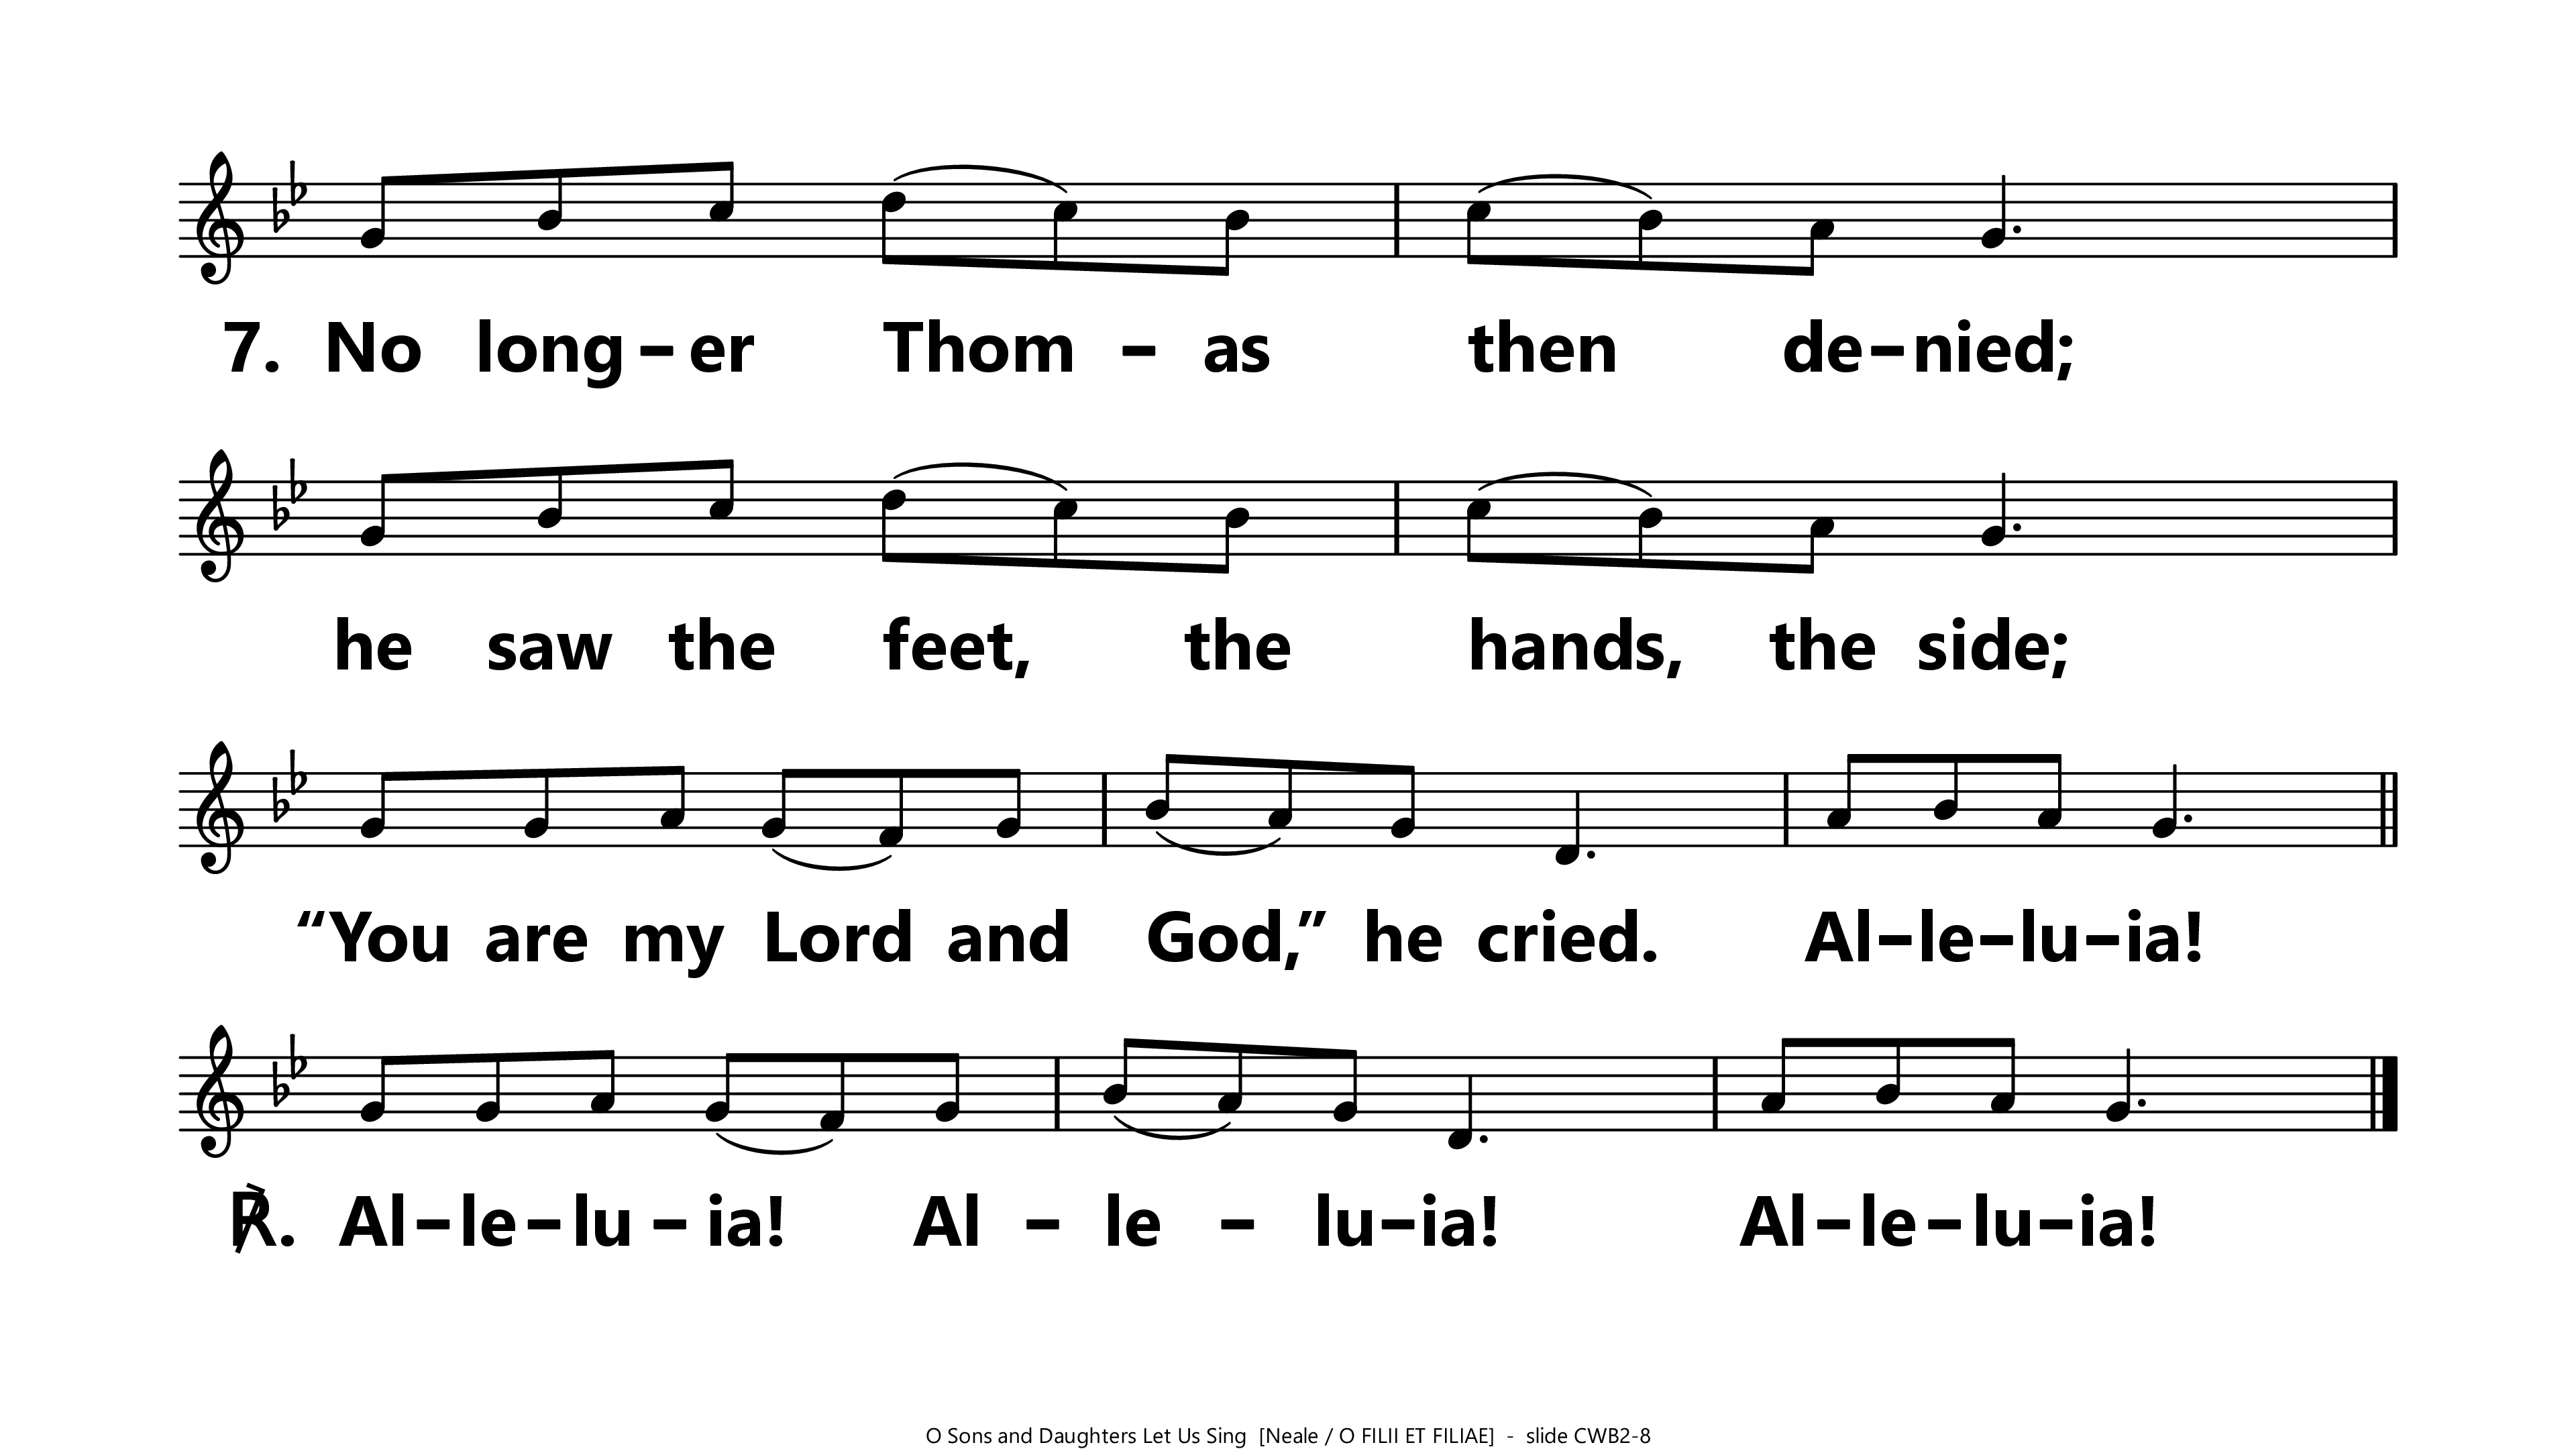 7. No long–er Thom – as then de–nied;
he saw the feet, the hands, the side;
“You are my Lord and God,” he cried. Al–le–lu–ia!
℟. Al–le–lu – ia! Al – le – lu–ia! Al–le–lu–ia!
O Sons and Daughters Let Us Sing [Neale / O FILII ET FILIAE] - slide CWB2-8